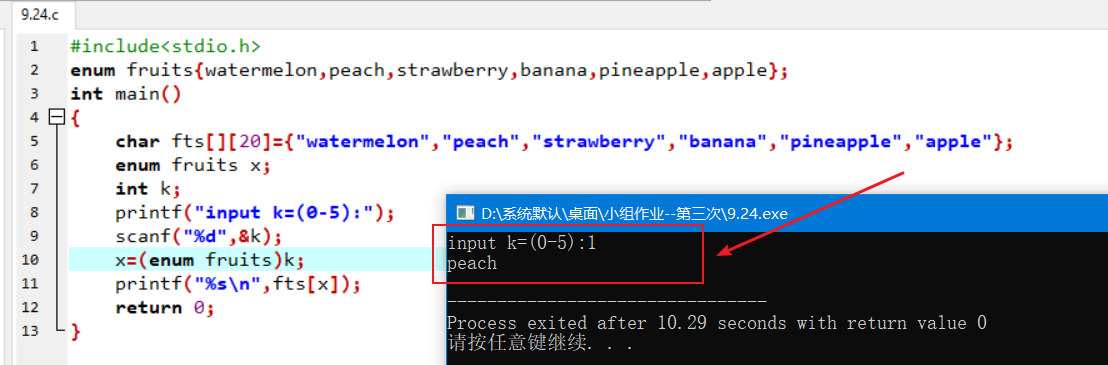 9.24.c
1 #include<stdio.h>
2 enum fruits{watermelon,peach,strawberry,banana,pineapple,apple};
3 int main()
4 {
5 char fts[][20]={"watermelon","peach","strawberry","banana","pineapple","apple"};
6 enum fruits x;
7 int k;
8 printf("input k=(0-5):");
9 scanf("%d",&k);
10 x=(enum fruits)k;
11 printf("%s\n",fts[x]);
12 return 0;
13 }
D:\系统默认\桌面\小组作业--第三次\9.24.exe
input k=(0-5):1
peach
--------------------------------
Process exited after 10.29 seconds with return value 0
请按任意键继续. . .